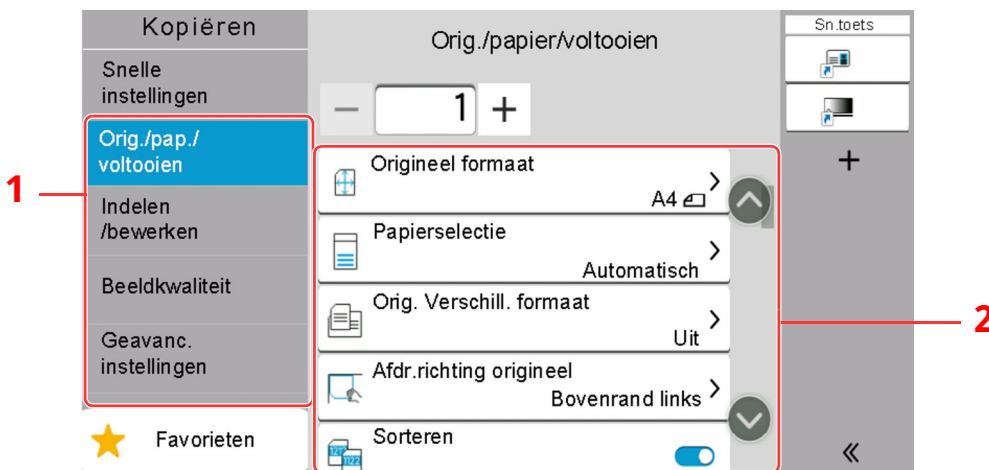 Kopiëren
Snelle
instellingen
Orig./pap./
voltooien
Indelen
/bewerken
Beeldkwaliteit
Geavanc.
instellingen
Favorieten
1
Orig./papier/voltooien
1
Origineel formaat
A4
Papierselectie
Automatisch
Orig. Verschill. formaat
Uit
Afdr.richting origineel
Bovenrand links
Sorteren
2
Sn.toets